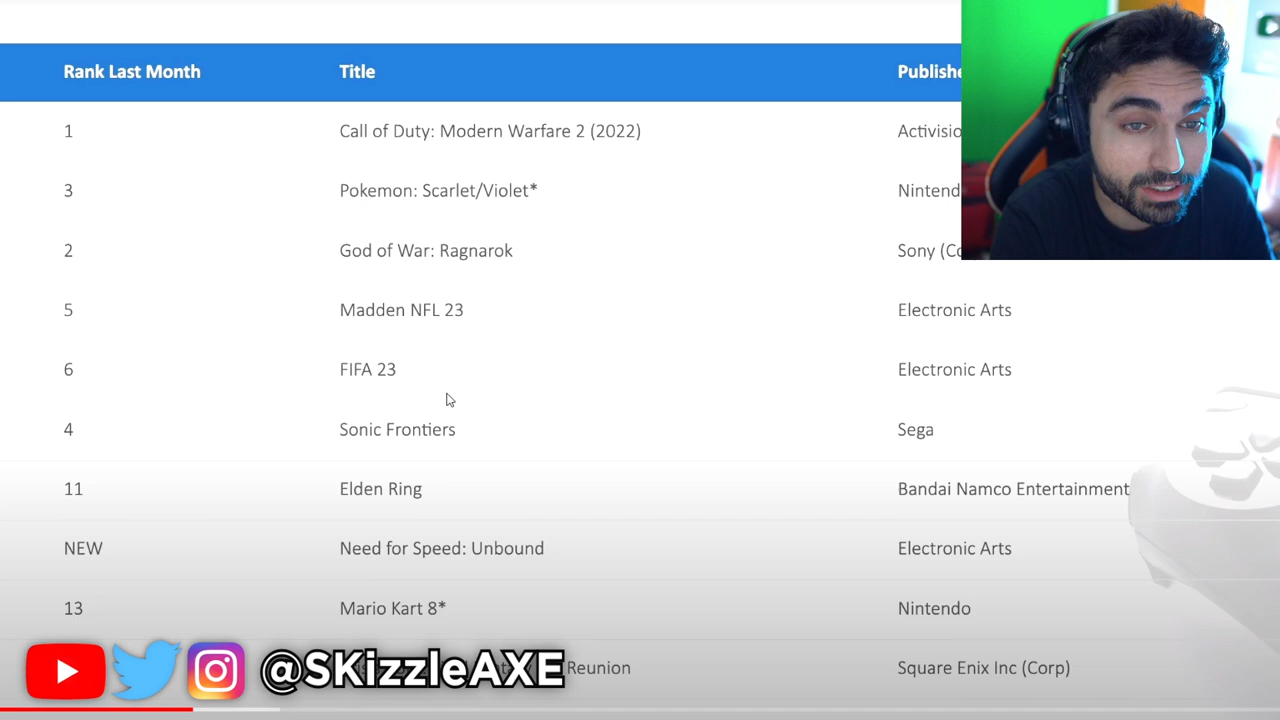 Rank Last Month Title Publishe
1 Call of Duty: Modern Warfare 2 (2022) Activisio
3 Pokemon: Scarlet/Violet* Nintend
2 God of War: Ragnarok Sony (Co
5 Madden NFL 23 Electronic Arts
6 FIFA 23 Electronic Arts
4 Sonic Frontiers Sega
11 Elden Ring Bandai Namco Entertainment
NEW Need for Speed: Unbound Electronic Arts
13 Mario Kart 8* Nintendo
Reunion Square Enix Inc (Corp)
@SKizzleAXE